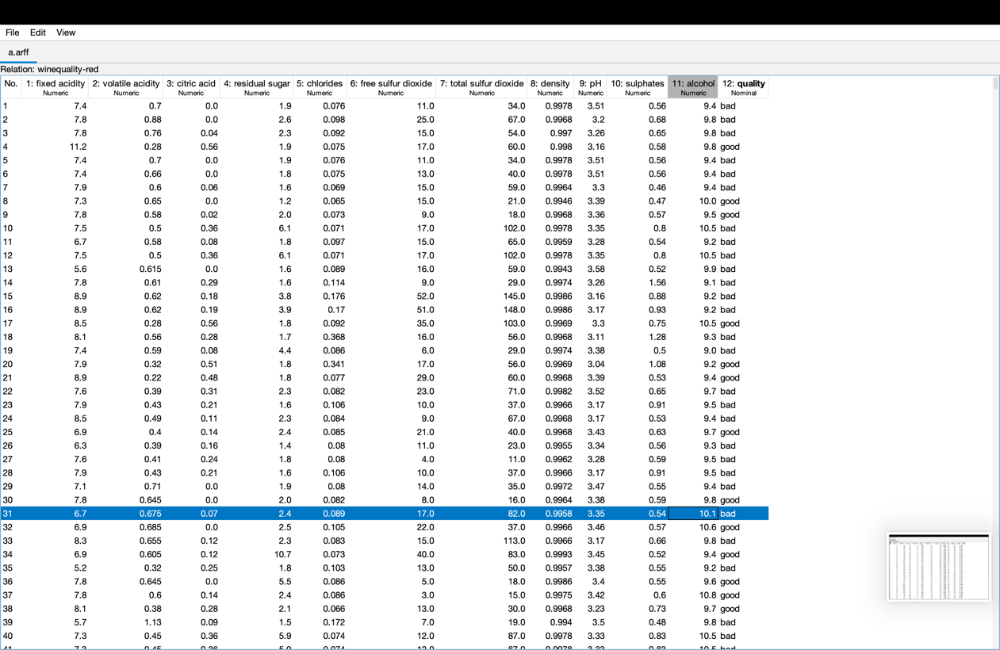 File Edit View
a.arff
Relation: winequality-red
No. 1: fixed acidity 2: volatile acidity 3: citric acid 4: residual sugar 5: chlorides 6: free sulfur dioxide 7: total sulfur dioxide 8: density 9: pH 10: sulphates 11: alcohol 12: quality
Numeric Numeric Numeric Numeric Numeric Numeric Numeric Numeric Numeric Numeric Numeric Nominal
1 7.4 0.7 0.0 1.9 0.076 11.0 34.0 0.9978 3.51 0.56 9.4 bad
2 7.8 0.88 0.0 2.6 0.098 25.0 67.0 0.9968 3.2 0.68 9.8 bad
3 7.8 0.76 0.04 2.3 0.092 15.0 54.0 0.997 3.26 0.65 9.8 bad
4 11.2 0.28 0.56 1.9 0.075 17.0 60.0 0.998 3.16 0.58 9.8 good
5 7.4 0.7 0.0 1.9 0.076 11.0 34.0 0.9978 3.51 0.56 9.4 bad
6 7.4 0.66 0.0 1.8 0.075 13.0 40.0 0.9978 3.51 0.56 9.4 bad
7 7.9 0.6 0.06 1.6 0.069 15.0 59.0 0.9964 3.3 0.46 9.4 bad
8 7.3 0.65 0.0 1.2 0.065 15.0 21.0 0.9946 3.39 0.47 10.0 good
9 7.8 0.58 0.02 2.0 0.073 9.0 18.0 0.9968 3.36 0.57 9.5 good
10 7.5 0.5 0.36 6.1 0.071 17.0 102.0 0.9978 3.35 0.8 10.5 bad
11 6.7 0.58 0.08 1.8 0.097 15.0 65.0 0.9959 3.28 0.54 9.2 bad
12 7.5 0.5 0.36 6.1 0.071 17.0 102.0 0.9978 3.35 0.8 10.5 bad
13 5.6 0.615 0.0 1.6 0.089 16.0 59.0 0.9943 3.58 0.52 9.9 bad
14 7.8 0.61 0.29 1.6 0.114 9.0 29.0 0.9974 3.26 1.56 9.1 bad
15 8.9 0.62 0.18 3.8 0.176 52.0 145.0 0.9986 3.16 0.88 9.2 bad
16 8.9 0.62 0.19 3.9 0.17 51.0 148.0 0.9986 3.17 0.93 9.2 bad
17 8.5 0.28 0.56 1.8 0.092 35.0 103.0 0.9969 3.3 0.75 10.5 good
18 8.1 0.56 0.28 1.7 0.368 16.0 56.0 0.9968 3.11 1.28 9.3 bad
19 7.4 0.59 0.08 4.4 0.086 6.0 29.0 0.9974 3.38 0.5 9.0 bad
20 7.9 0.32 0.51 1.8 0.341 17.0 56.0 0.9969 3.04 1.08 9.2 good
21 8.9 0.22 0.48 1.8 0.077 29.0 60.0 0.9968 3.39 0.53 9.4 good
22 7.6 0.39 0.31 2.3 0.082 23.0 71.0 0.9982 3.52 0.65 9.7 bad
23 7.9 0.43 0.21 1.6 0.106 10.0 37.0 0.9966 3.17 0.91 9.5 bad
24 8.5 0.49 0.11 2.3 0.084 9.0 67.0 0.9968 3.17 0.53 9.4 bad
25 6.9 0.4 0.14 2.4 0.085 21.0 40.0 0.9968 3.43 0.63 9.7 good
26 6.3 0.39 0.16 1.4 0.08 11.0 23.0 0.9955 3.34 0.56 9.3 bad
27 7.6 0.41 0.24 1.8 0.08 4.0 11.0 0.9962 3.28 0.59 9.5 bad
28 7.9 0.43 0.21 1.6 0.106 10.0 37.0 0.9966 3.17 0.91 9.5 bad
29 7.1 0.71 0.0 1.9 0.08 14.0 35.0 0.9972 3.47 0.55 9.4 bad
30 7.8 0.645 0.0 2.0 0.082 8.0 16.0 0.9964 3.38 0.59 9.8 good
31 6.7 0.675 0.07 2.4 0.089 17.0 82.0 0.9958 3.35 0.54 10.1 bad
32 6.9 0.685 0.0 2.5 0.105 22.0 37.0 0.9966 3.46 0.57 10.6 good
33 8.3 0.655 0.12 2.3 0.083 15.0 113.0 0.9966 3.17 0.66 9.8 bad
34 6.9 0.605 0.12 10.7 0.073 40.0 83.0 0.9993 3.45 0.52 9.4 good
35 5.2 0.32 0.25 1.8 0.103 13.0 50.0 0.9957 3.38 0.55 9.2 bad
36 7.8 0.645 0.0 5.5 0.086 5.0 18.0 0.9986 3.4 0.55 9.6 good
37 7.8 0.6 0.14 2.4 0.086 3.0 15.0 0.9975 3.42 0.6 10.8 good
38 8.1 0.38 0.28 2.1 0.066 13.0 30.0 0.9968 3.23 0.73 9.7 good
39 5.7 1.13 0.09 1.5 0.172 7.0 19.0 0.994 3.5 0.48 9.8 bad
40 7.3 0.45 0.36 5.9 0.074 12.0 87.0 0.9978 3.33 0.83 10.5 bad